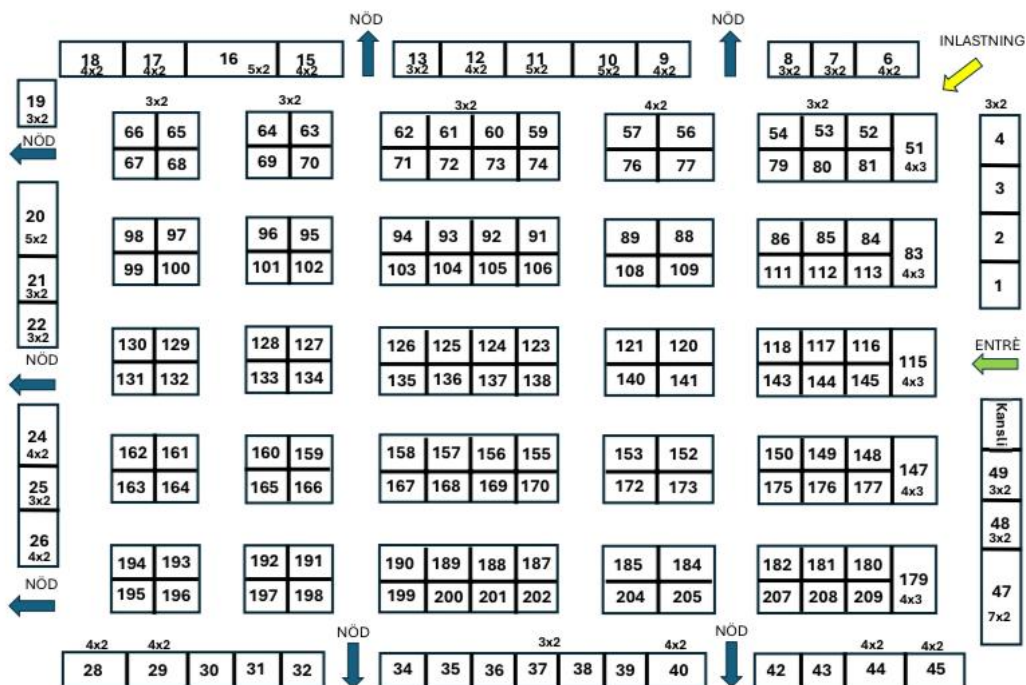 NÖD NÖD
INLASTNING
18 17 16 15 13 12 11 10 9 8 7 6
4x2 4x2 5x2 4x2 3x2 4x2 5x2 5x2 4x2 3x2 3x2 4x2
19
3x2
3x2 3x2 3x2 4x2 3x2 3x2
66 65 64 63 62 61 60 59 57 56 54 53 52 51 4
NÖD
67 68 69 70 71 72 73 74 76 77 79 80 81 4x3
3
20
5x2
98 97 96 95 94 93 92 91 89 88 86 85 84 83 2
99 100 101 102 103 104 105 106 108 109 111 112 113 4x3
21
3x2
1
22
3x2
130 129 128 127 126 125 124 123 121 120 118 117 116 115 ENTRÈ
NÖD
131 132 133 134 135 136 137 138 140 141 143 144 145 4x3
Kansli
24
4x2
162 161 160 159 158 157 156 155 153 152 150 149 148 147
163 164 165 166 167 168 169 170 172 173 175 176 177 4x3
25
3x2
49
3x2
48
3x2
26
4x2
194 193 192 191 190 189 188 187 185 184 182 181 180 179
NÖD
195 196 197 198 199 200 201 202 204 205 207 208 209 4x3
47
7x2
NÖD NÖD
4x2 4x2 3x2 4x2 4x2 4x2
28 29 30 31 32 34 35 36 37 38 39 40 42 43 44 45